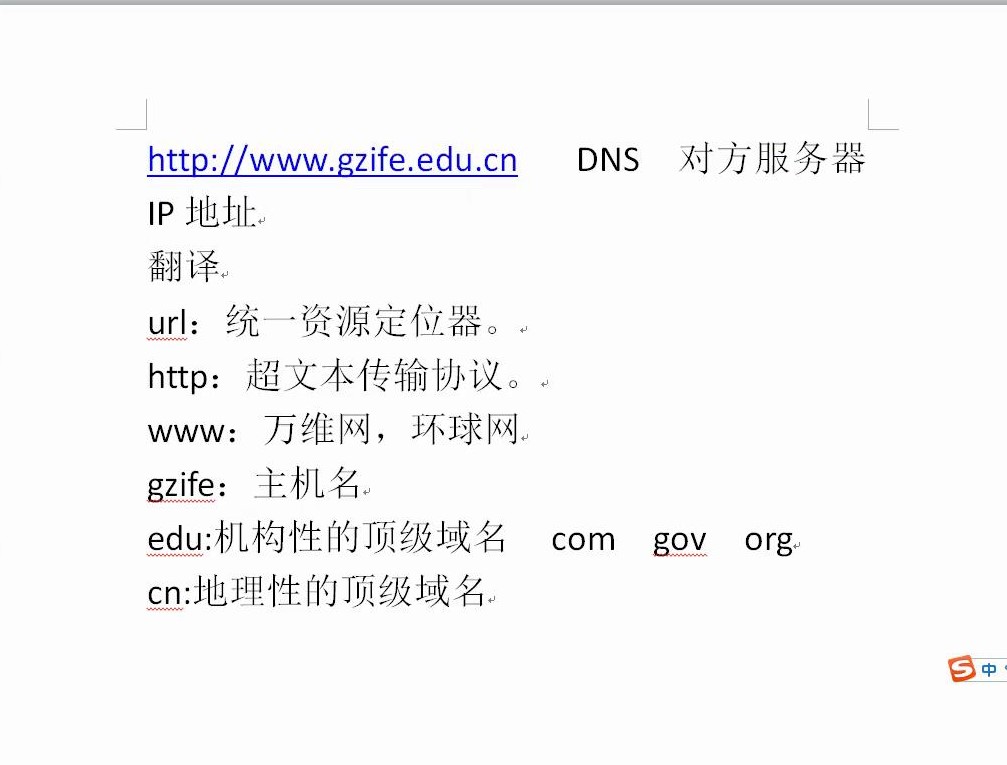 http://www.gzife.edu.cn DNS 对方服务器
IP 地址
翻译
url：统一资源定位器。
http：超文本传输协议。
www：万维网，环球网
gzife：主机名
edu:机构性的顶级域名 com gov org
cn:地理性的顶级域名
S 中